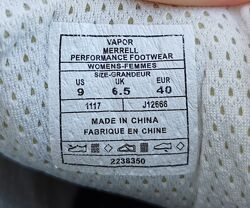 VAPOR
MERRELL
PERFORMANCE FOOTWEAR
WOMENS-FEMMES
SIZE-GRANDEUR
US UK EUR
9 6.5 40
1117 J12666
MADE IN CHINA
FABRIQUE EN CHINE
2238350